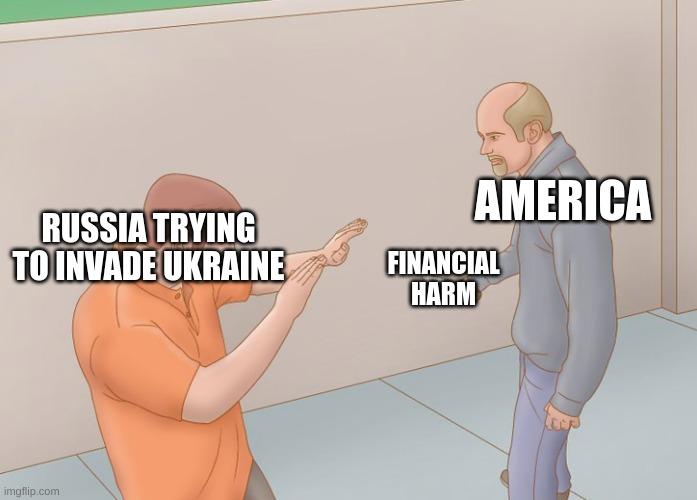 RUSSIA TRYING
TO INVADE UKRAINE
AMERICA
FINANCIAL
HARM
imgflip.com